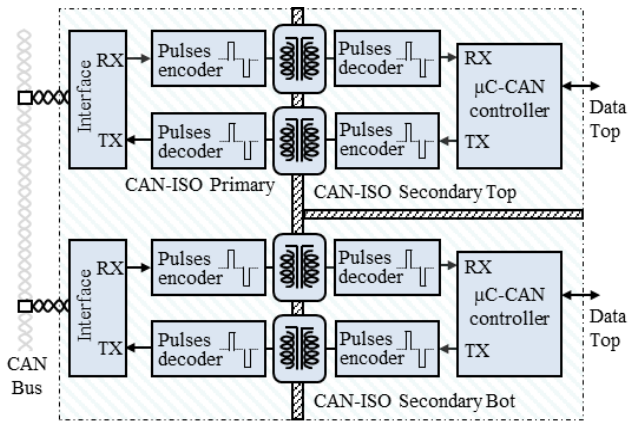 Interface
RX
TX
Pulses
encoder
Pulses
decoder
RX
μC-CAN
controller
TX
Data
Top
Pulses
decoder
Pulses
encoder
CAN-ISO Primary
CAN-ISO Secondary Top
Interface
RX
TX
Pulses
encoder
Pulses
decoder
RX
μC-CAN
controller
TX
Data
Top
Pulses
decoder
Pulses
encoder
CAN
Bus
CAN-ISO Secondary Bot